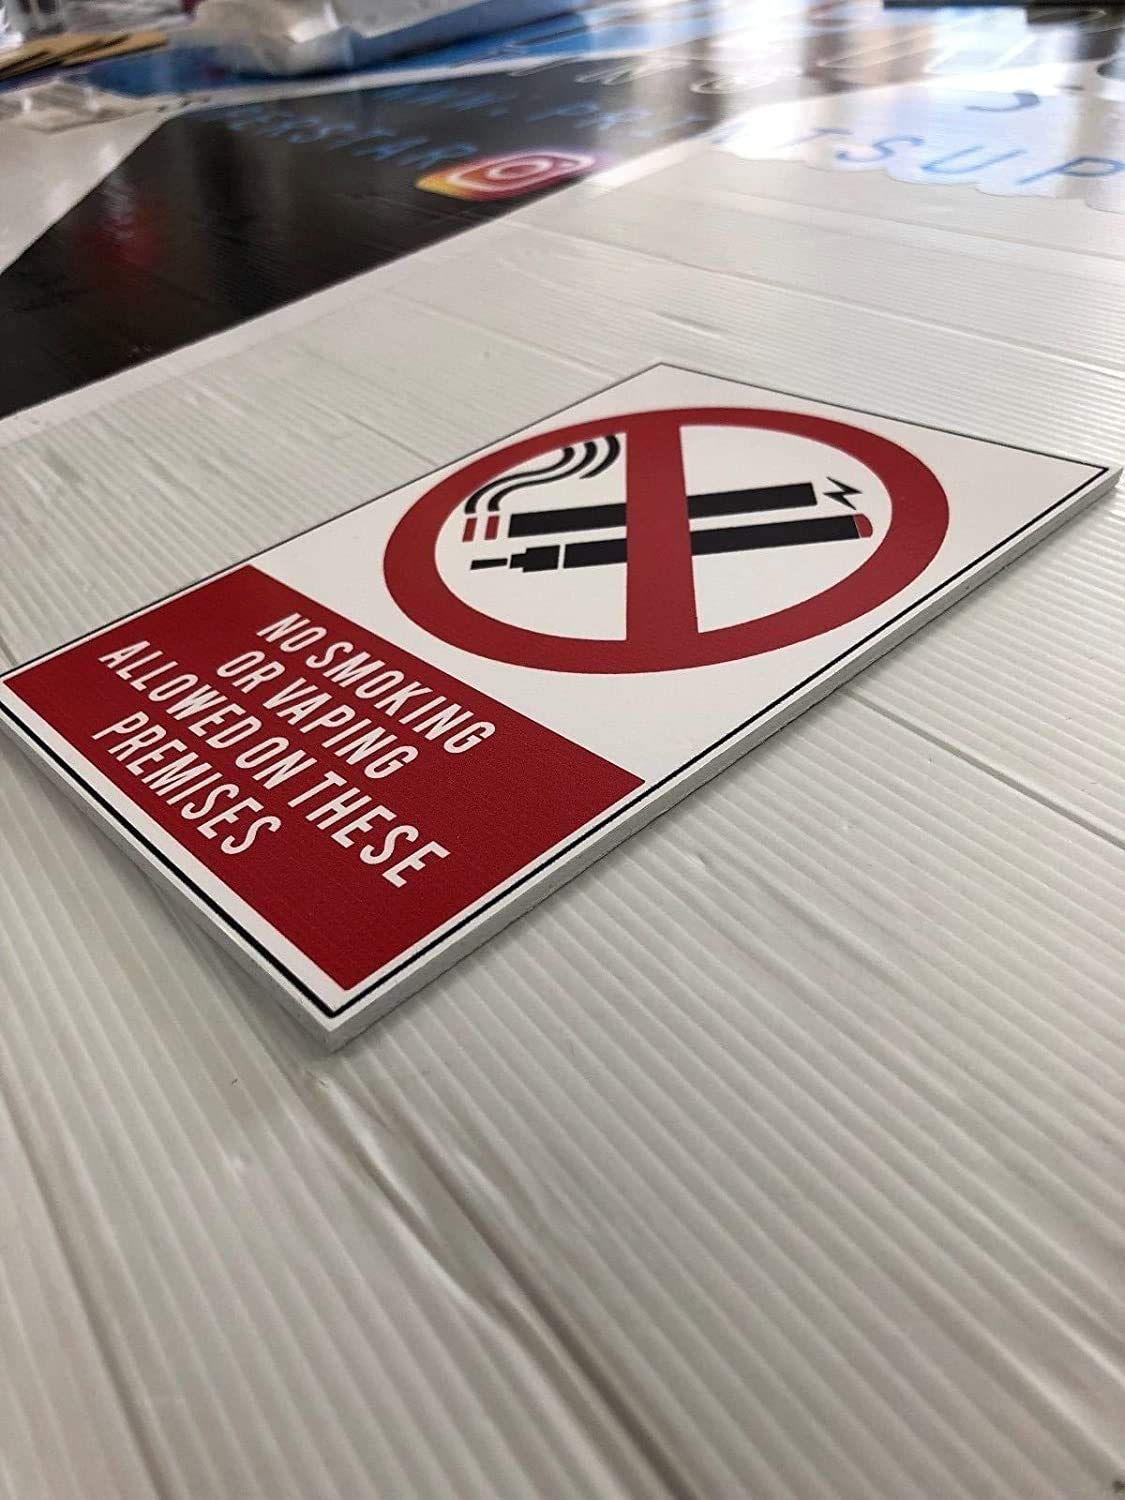 NO SMOKING
OR VAPING
ALLOWED ON THESE
PREMISES